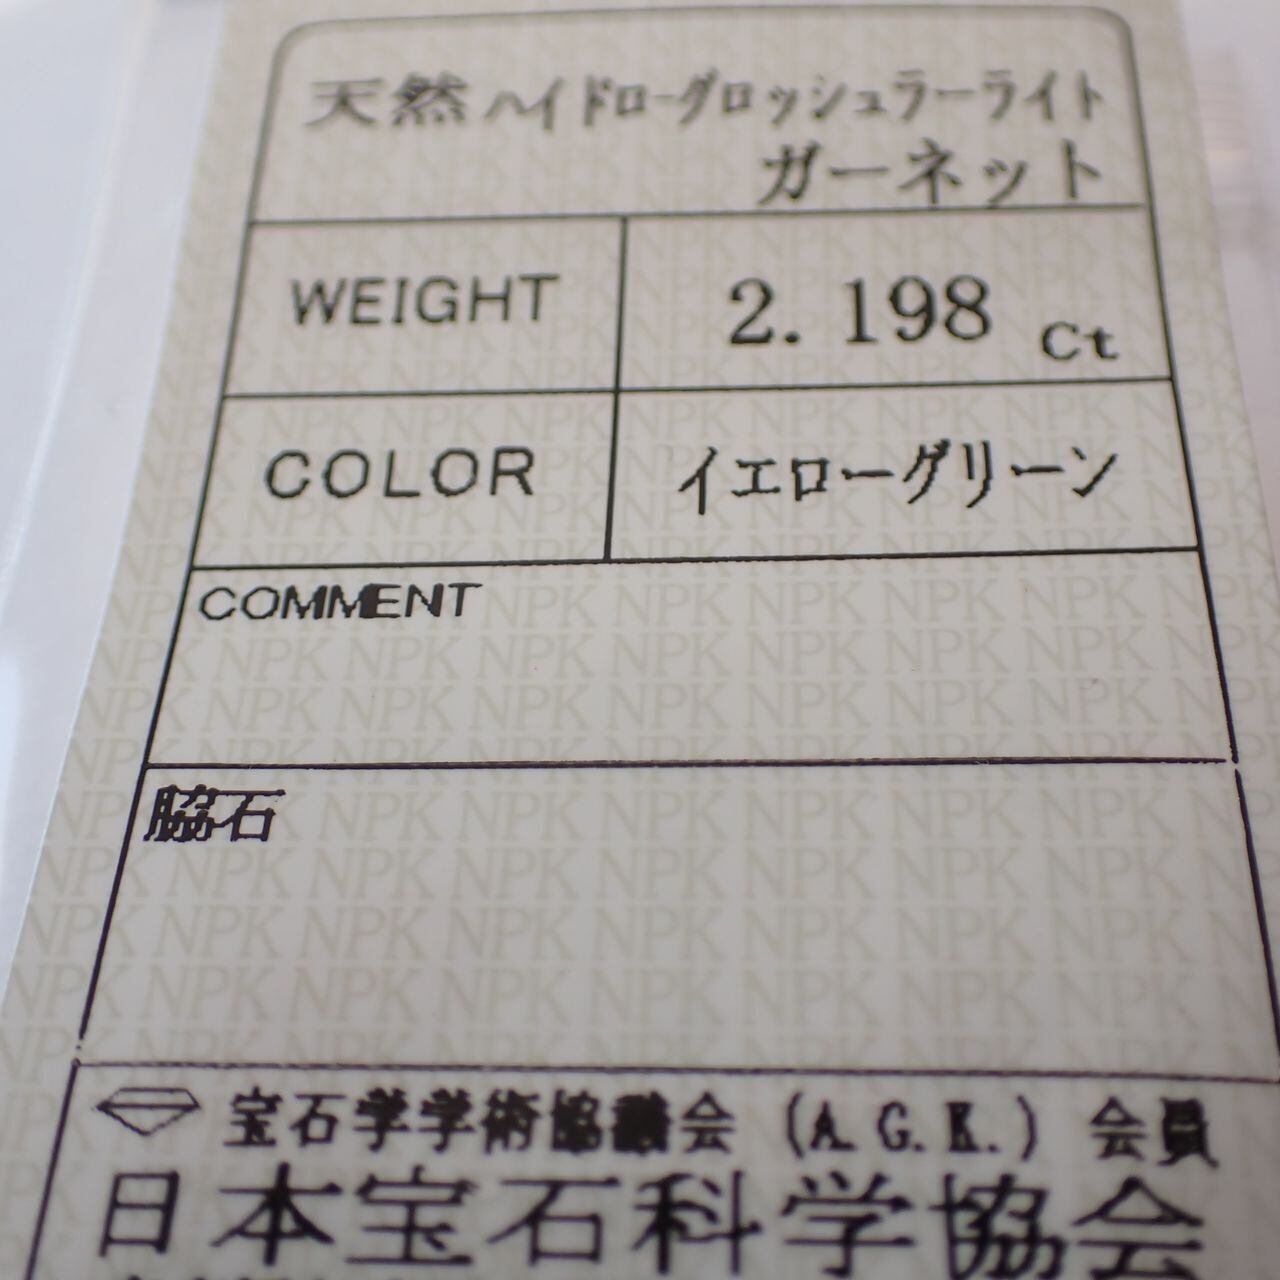 天然ハイドローグロッシュラーライト
ガーネット
WEIGHT 2.198 Ct
COLOR イエローグリーン
COMMENT
脇石
宝石学学術協議会 (A.G.K.) 会員
日本宝石科学協会